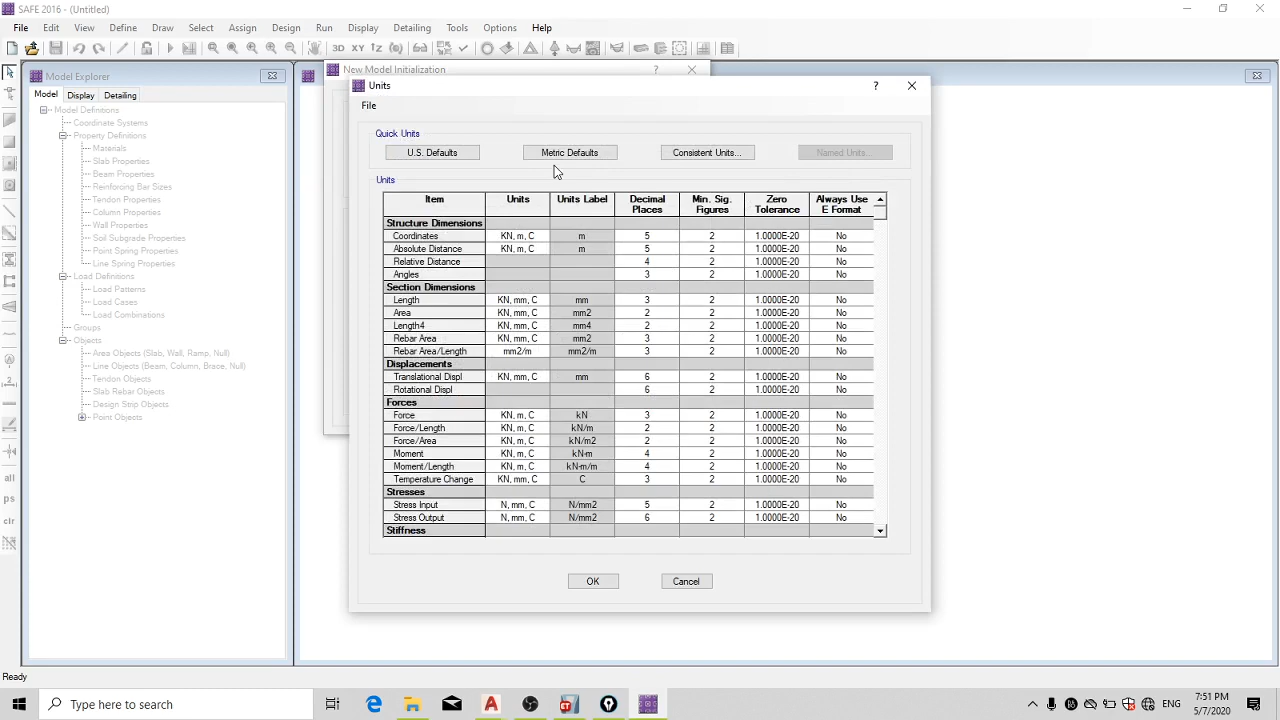 SAFE 2016 - (Untitled)
File Edit View Define Draw Select Assign Design Run Display Detailing Tools Options Help
3D XY XZ
Model Explorer
Model Display Detailing
Model Definitions
Coordinate Systems
Property Definitions
Materials
Slab Properties
Beam Properties
Reinforcing Bar Sizes
Tendon Properties
Column Properties
Wall Properties
Soil Subgrade Properties
Point Spring Properties
Line Spring Properties
Load Definitions
Load Patterns
Load Cases
Load Combinations
Groups
Objects
Area Objects (Slab, Wall, Ramp, Null)
Line Objects (Beam, Column, Brace, Null)
Tendon Objects
Slab Rebar Objects
Design Strip Objects
Point Objects
all
ps
clr
New Model Initialization ?
Units ?
File
Quick Units
U.S. Defaults Metric Defaults Consistent Units... Named Units...
Units
Item Units Units Label Decimal Places Min. Sig. Figures Zero Tolerance Always Use E Format
Structure Dimensions
Coordinates KN, m, C m 5 2 1.0000E-20 No
Absolute Distance KN, m, C m 5 2 1.0000E-20 No
Relative Distance 4 2 1.0000E-20 No
Angles 3 2 1.0000E-20 No
Section Dimensions
Length KN, mm, C mm 3 2 1.0000E-20 No
Area KN, mm, C mm2 2 2 1.0000E-20 No
Length4 KN, mm, C mm4 2 2 1.0000E-20 No
Rebar Area KN, mm, C mm2 3 2 1.0000E-20 No
Rebar Area/Length mm2/m mm2/m 3 2 1.0000E-20 No
Displacements
Translational Displ KN, mm, C mm 6 2 1.0000E-20 No
Rotational Displ 6 2 1.0000E-20 No
Forces
Force KN, m, C kN 3 2 1.0000E-20 No
Force/Length KN, m, C kN/m 2 2 1.0000E-20 No
Force/Area KN, m, C kN/m2 2 2 1.0000E-20 No
Moment KN, m, C kN-m 4 2 1.0000E-20 No
Moment/Length KN, m, C kN-m/m 4 2 1.0000E-20 No
Temperature Change KN, mm, C C 3 2 1.0000E-20 No
Stresses
Stress Input N, mm, C N/mm2 5 2 1.0000E-20 No
Stress Output N, mm, C N/mm2 6 2 1.0000E-20 No
Stiffness
OK Cancel
Ready
Type here to search
ENG
7:51 PM
5/7/2020